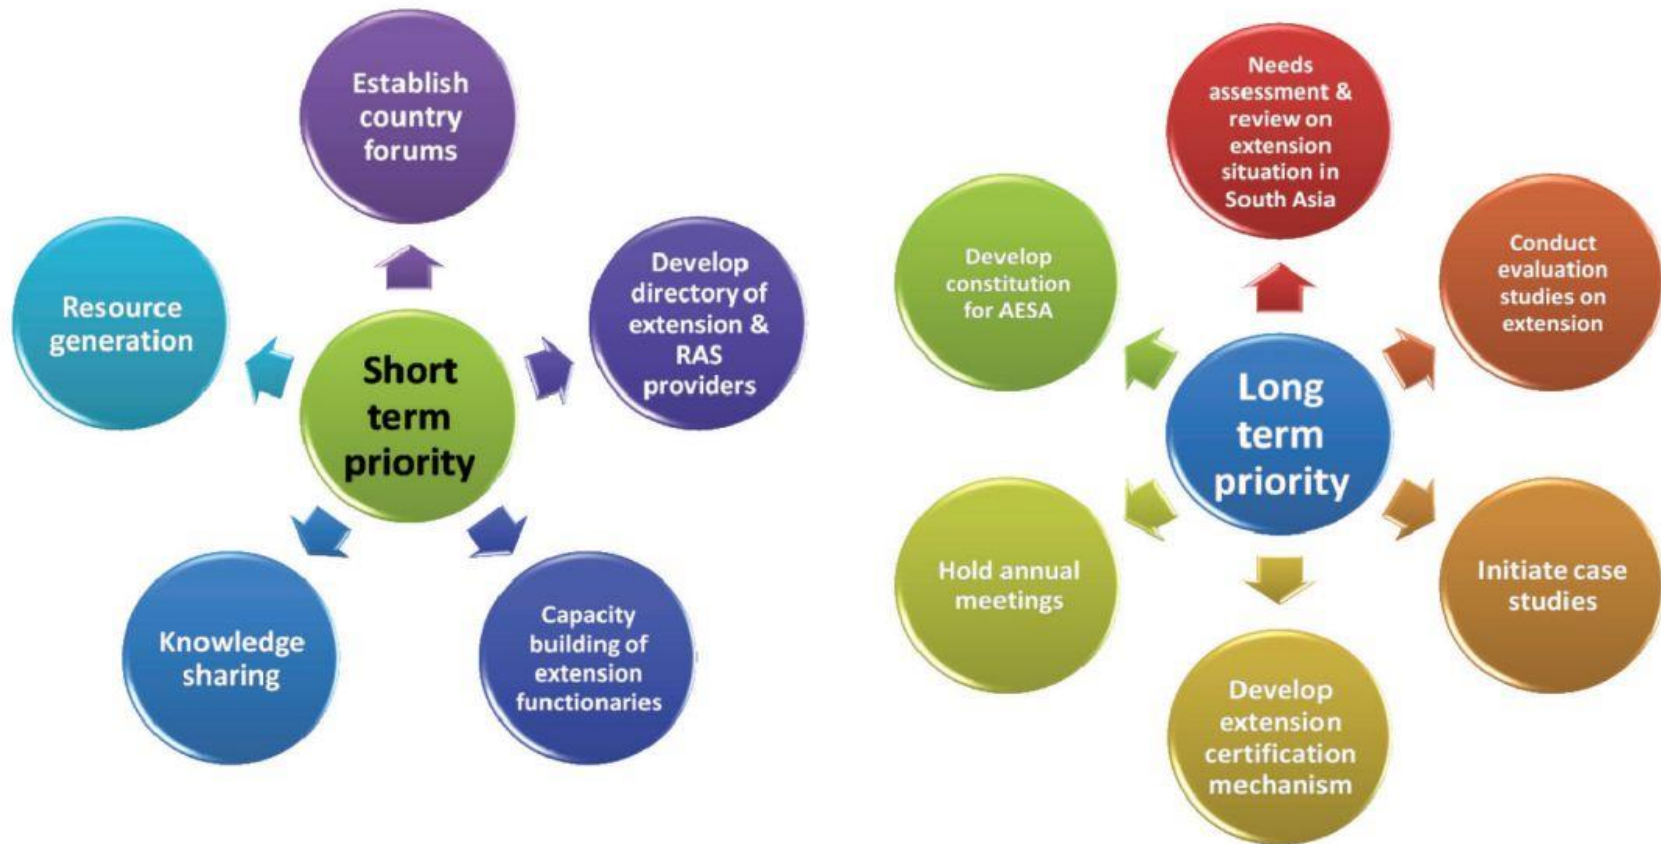 Establish
country
forums
Develop
directory of
extension &
RAS
providers
Capacity
building of
extension
functionaries
Knowledge
sharing
Resource
generation
Short
term
priority
Needs
assessment &
review on
extension
situation in
South Asia
Conduct
evaluation
studies on
extension
Initiate case
studies
Develop
extension
certification
mechanism
Hold annual
meetings
Develop
constitution
for AESA
Long
term
priority